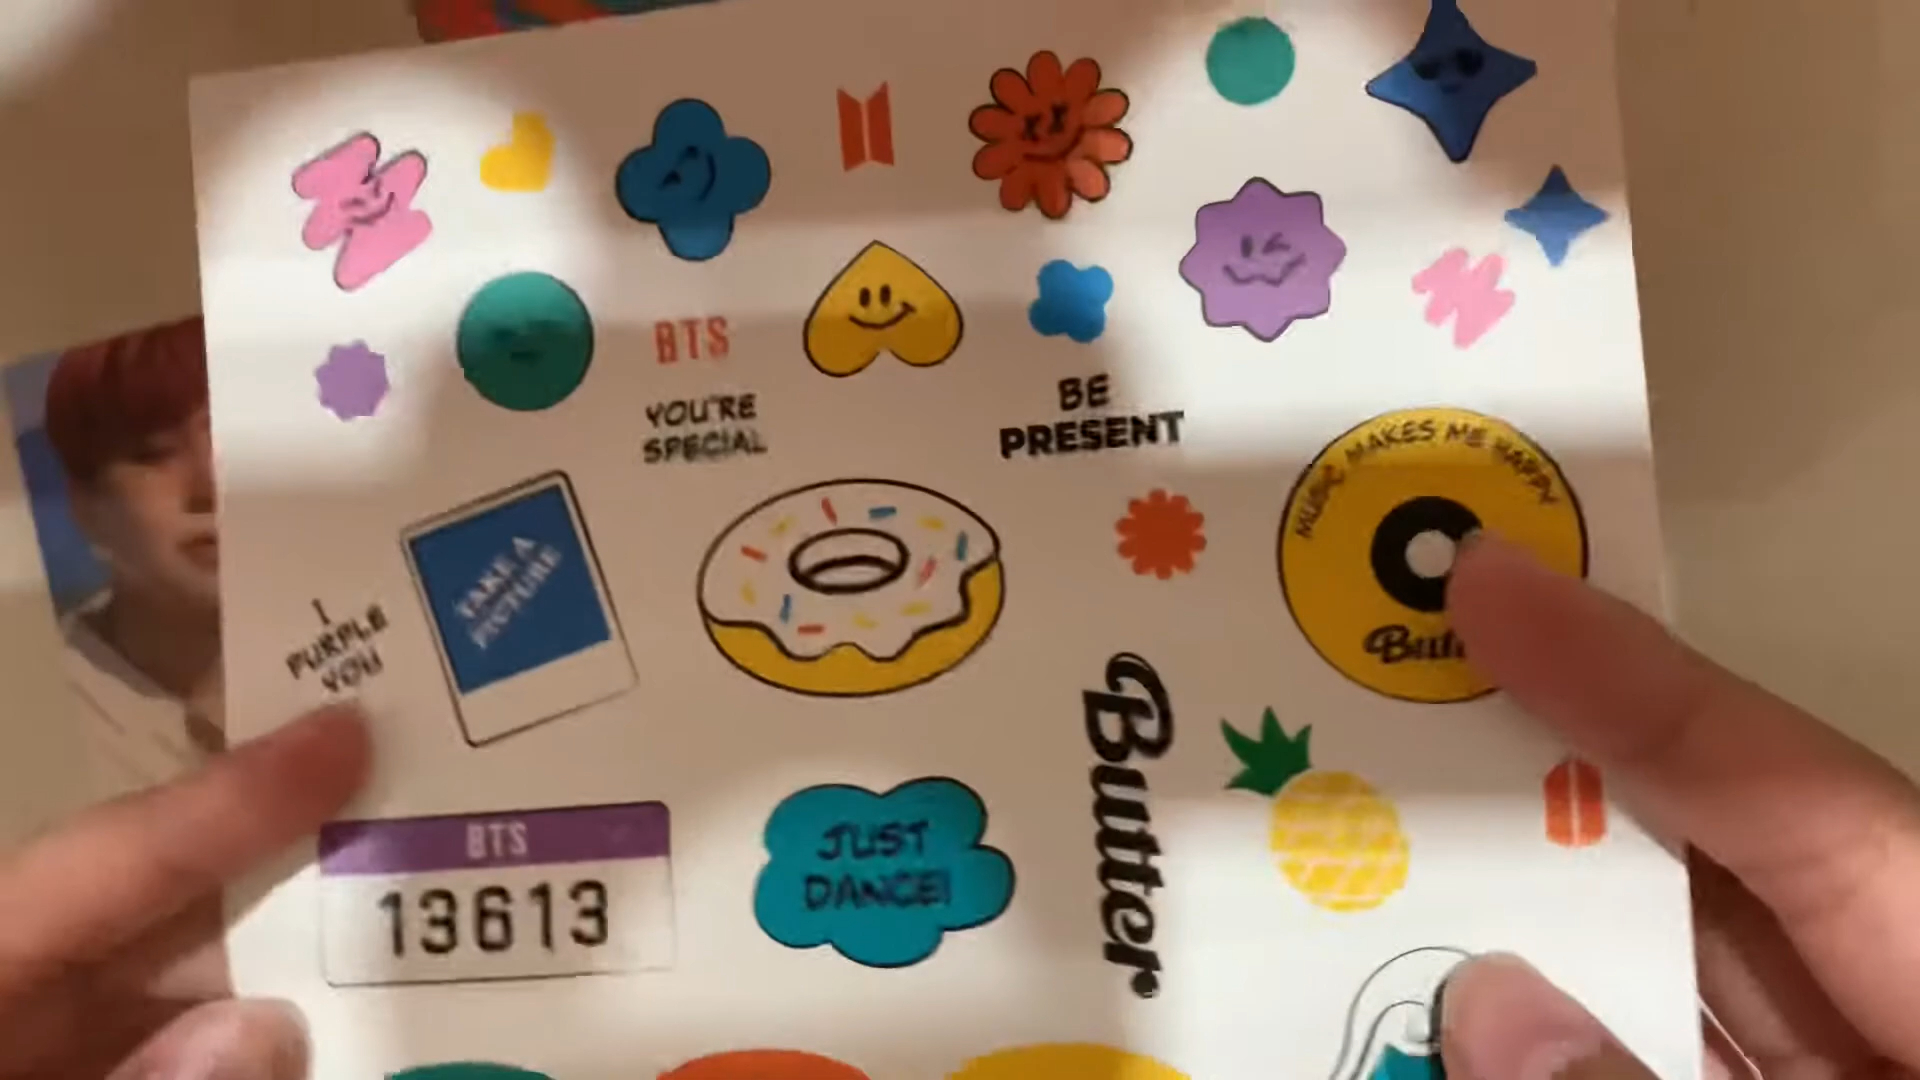 BTS
YOU'RE
SPECIAL
BE
PRESENT
MUSIC MAKES ME HAPPY
TAKE A
PICTURE
I
PURPLE
YOU
Butter
BTS
13613
JUST
DANCE!